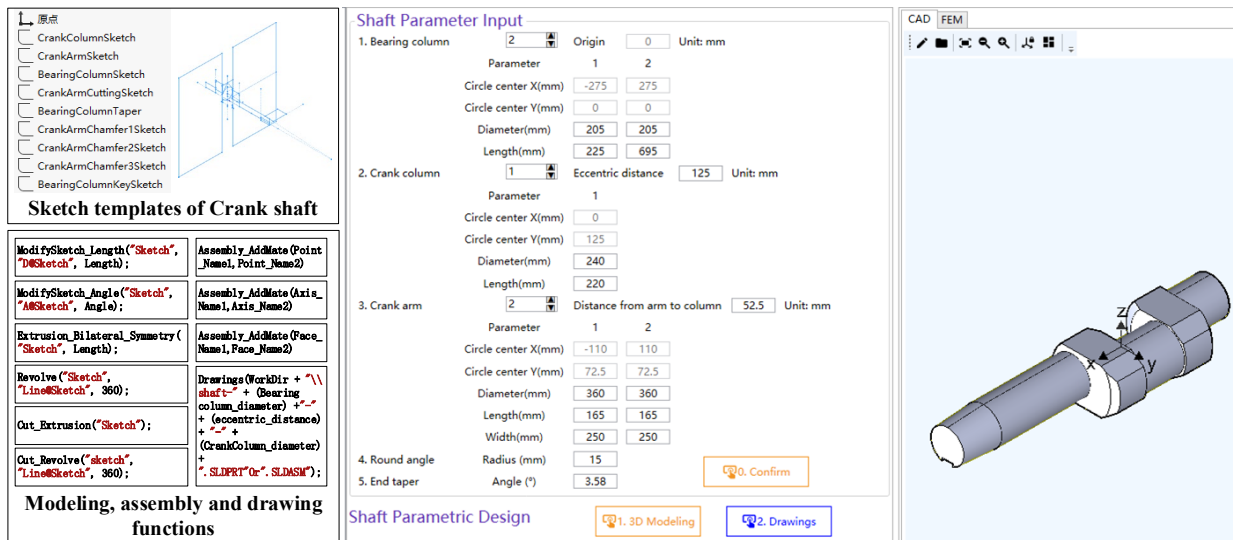 原点
CrankColumnSketch
CrankArmSketch
BearingColumnSketch
CrankArmCuttingSketch
BearingColumnTaper
CrankArmChamfer1Sketch
CrankArmChamfer2Sketch
CrankArmChamfer3Sketch
BearingColumnKeySketch
Sketch templates of Crank shaft
ModifySketch_Length("Sketch",
"D@Sketch", Length);
ModifySketch_Angle("Sketch",
"A@Sketch", Angle);
Extrusion_Bilateral_Symmetry(
"Sketch", Length);
Revolve("Sketch",
"Line@Sketch", 360);
Cut_Extrusion("Sketch");
Cut_Revolve("sketch",
"Line@Sketch", 360);
Assembly_AddMate(Point
_Name1,Point_Name2)
Assembly_AddMate(Axis_
Name1,Axis_Name2)
Assembly_AddMate(Face_
Name1,Face_Name2)
Drawings(WorkDir + "\\
shaft-" + (Bearing
column_diameter) +"-"
+ (eccentric_distance)
+ "-" +
(CrankColumn_diameter)
+
".SLDPRT"Or".SLDASM");
Modeling, assembly and drawing
functions
Shaft Parameter Input
1. Bearing column 2 Origin 0 Unit: mm
Parameter 1 2
Circle center X(mm) -275 275
Circle center Y(mm) 0 0
Diameter(mm) 205 205
Length(mm) 225 695
2. Crank column 1 Eccentric distance 125 Unit: mm
Parameter 1
Circle center X(mm) 0
Circle center Y(mm) 125
Diameter(mm) 240
Length(mm) 220
3. Crank arm 2 Distance from arm to column 52.5 Unit: mm
Parameter 1 2
Circle center X(mm) -110 110
Circle center Y(mm) 72.5 72.5
Diameter(mm) 360 360
Length(mm) 165 165
Width(mm) 250 250
4. Round angle Radius (mm) 15
5. End taper Angle (°) 3.58
0. Confirm
Shaft Parametric Design 1. 3D Modeling 2. Drawings
CAD FEM
Z
x y